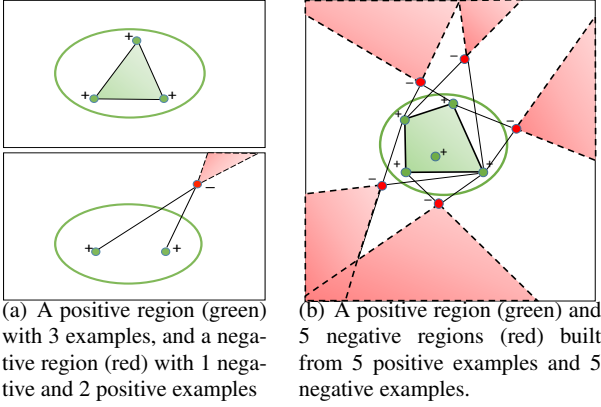 +
+
+
+
+
−
−
−
−
−
−
+
+
+
+
+
(a) A positive region (green)
with 3 examples, and a nega-
tive region (red) with 1 nega-
tive and 2 positive examples
(b) A positive region (green) and
5 negative regions (red) built
from 5 positive examples and 5
negative examples.